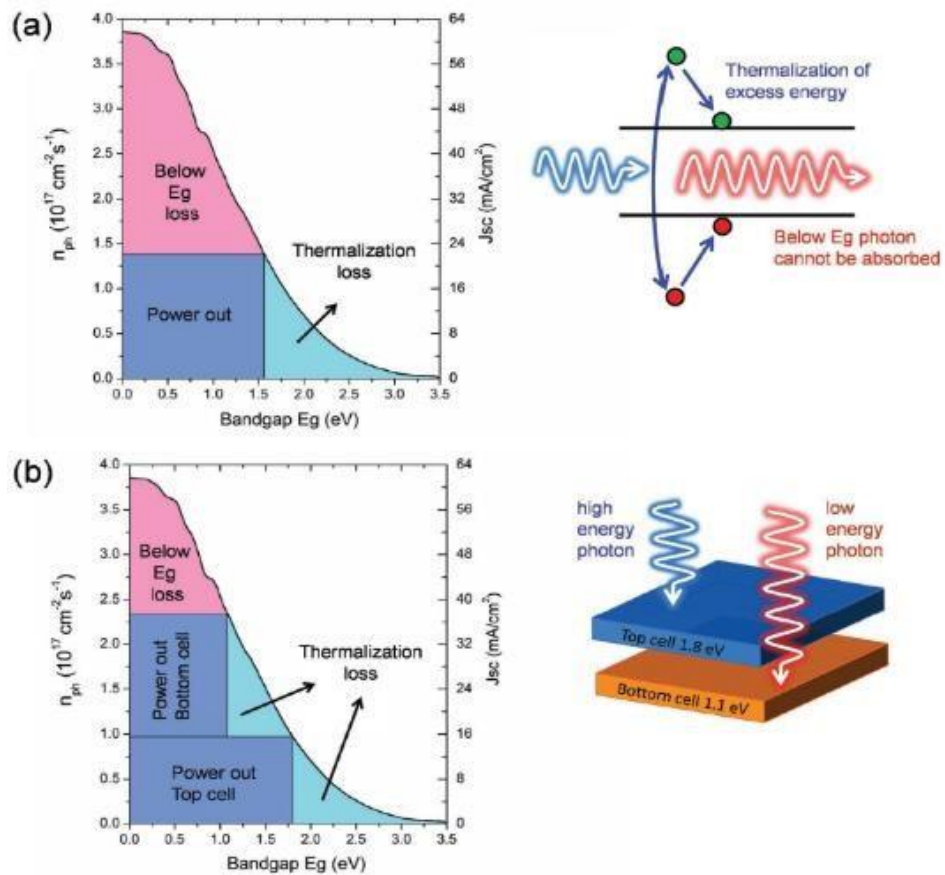 (a)
4.0
3.5
3.0
2.5
2.0
1.5
1.0
0.5
0.0
n_ph (10^17 cm^-2 s^-1)
64
56
48
40
32
24
16
8
0
Jsc (mA/cm²)
Below
Eg
loss
Thermalization
loss
Power out
0.0 0.5 1.0 1.5 2.0 2.5 3.0 3.5
Bandgap Eg (eV)
Thermalization of
excess energy
Below Eg photon
cannot be absorbed
(b)
4.0
3.5
3.0
2.5
2.0
1.5
1.0
0.5
0.0
n_ph (10^17 cm^-2 s^-1)
64
56
48
40
32
24
16
8
0
Jsc (mA/cm²)
Below
Eg
loss
Power out
Bottom cell
Thermalization
loss
Power out
Top cell
0.0 0.5 1.0 1.5 2.0 2.5 3.0 3.5
Bandgap Eg (eV)
high
energy
photon
low
energy
photon
Top cell 1.8 eV
Bottom cell 1.1 eV